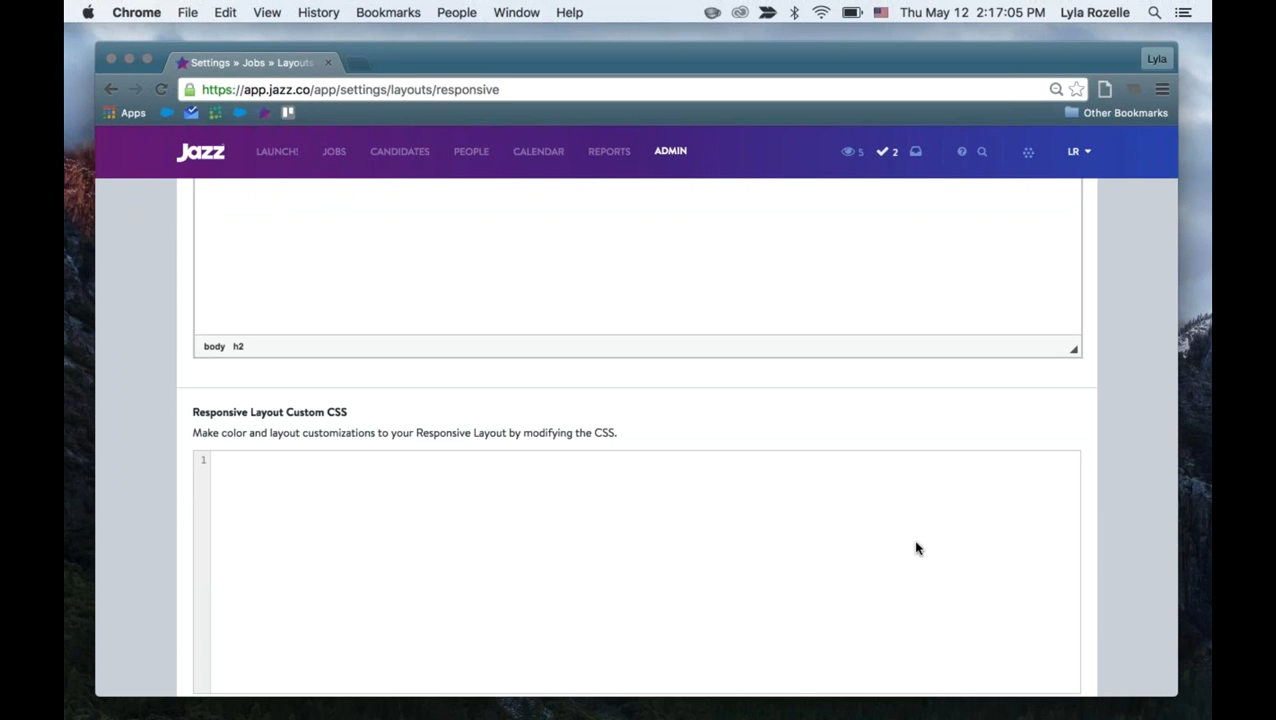 Chrome File Edit View History Bookmarks People Window Help Thu May 12 2:17:05 PM Lyla Rozelle
Settings » Jobs » Layouts Lyla
https://app.jazz.co/app/settings/layouts/responsive
Apps Other Bookmarks
Jazz LAUNCH! JOBS CANDIDATES PEOPLE CALENDAR REPORTS ADMIN 5 2 LR
body h2
Responsive Layout Custom CSS
Make color and layout customizations to your Responsive Layout by modifying the CSS.
1